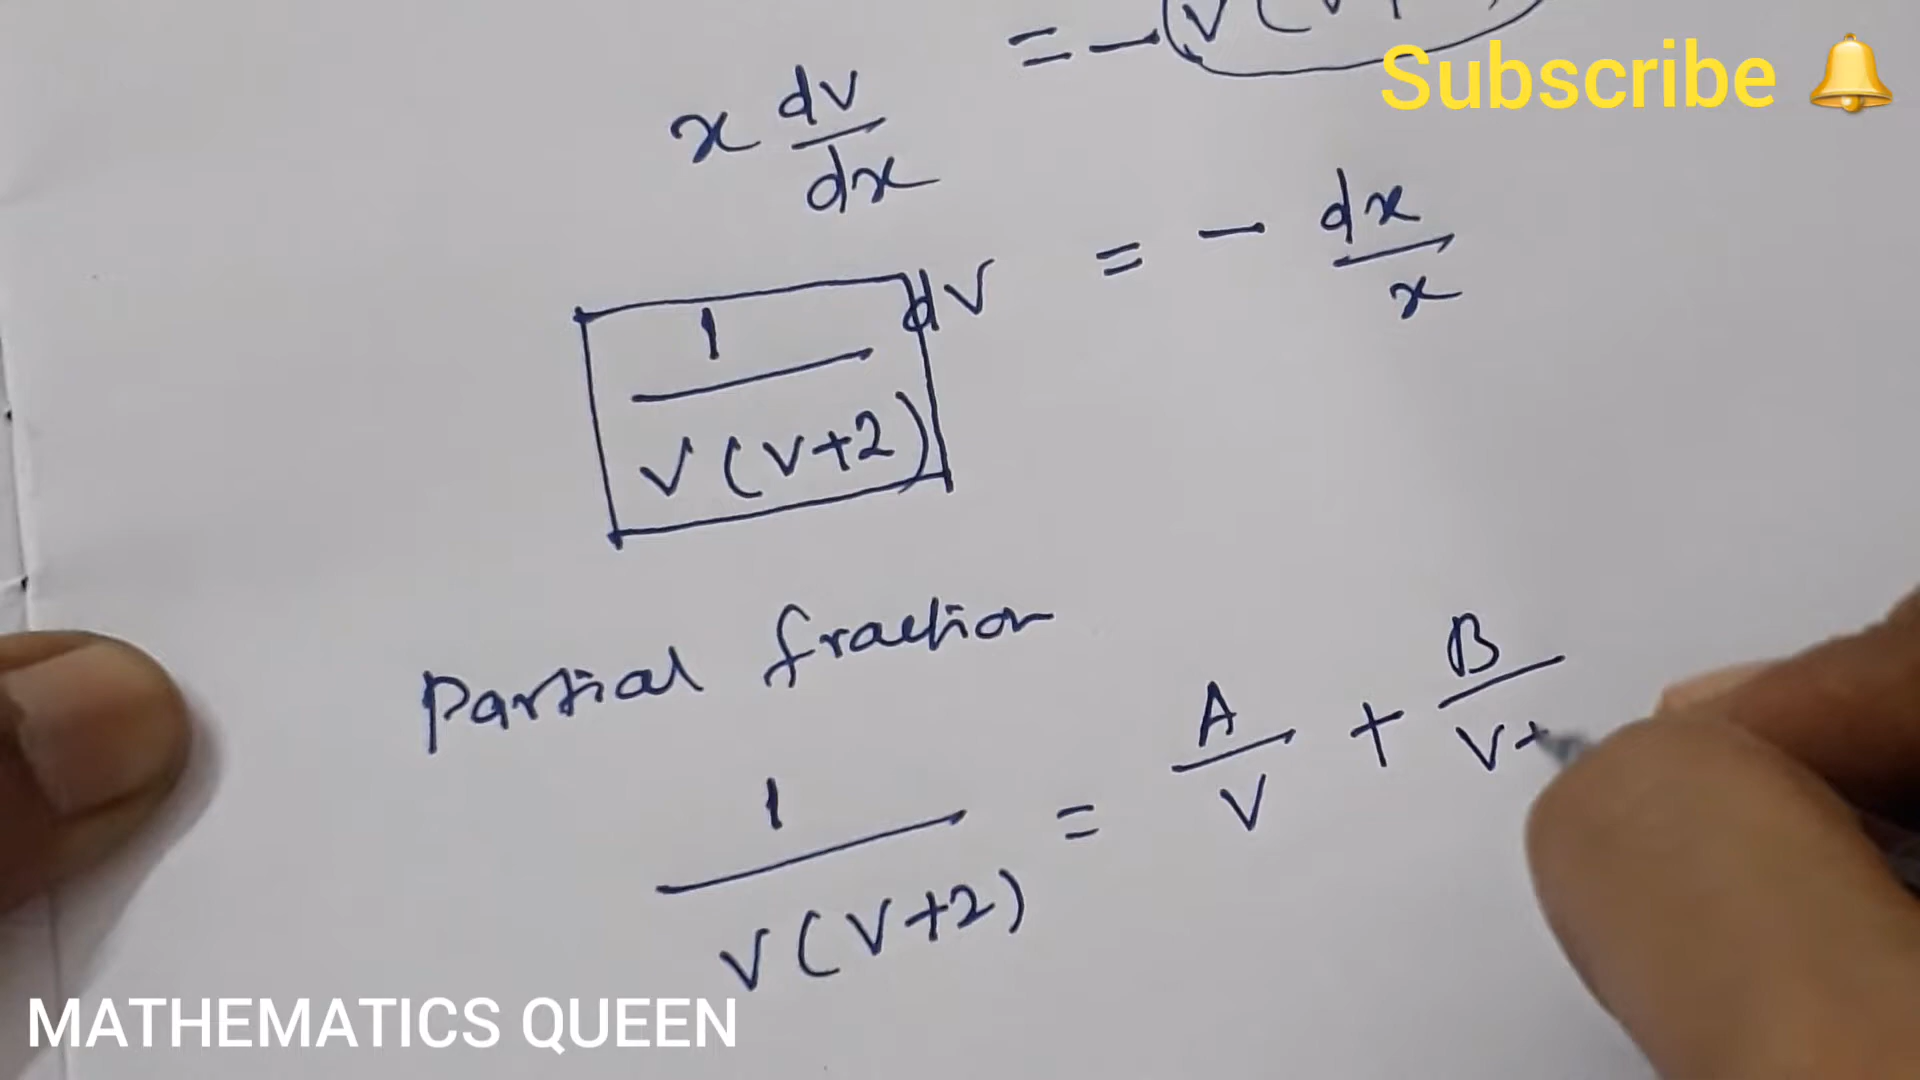 = - V(V+
Subscribe 🔔
x dv/dx
1/V(V+2) dV = - dx/x
Partial fraction
1/V(V+2) = A/V + B/V+
MATHEMATICS QUEEN